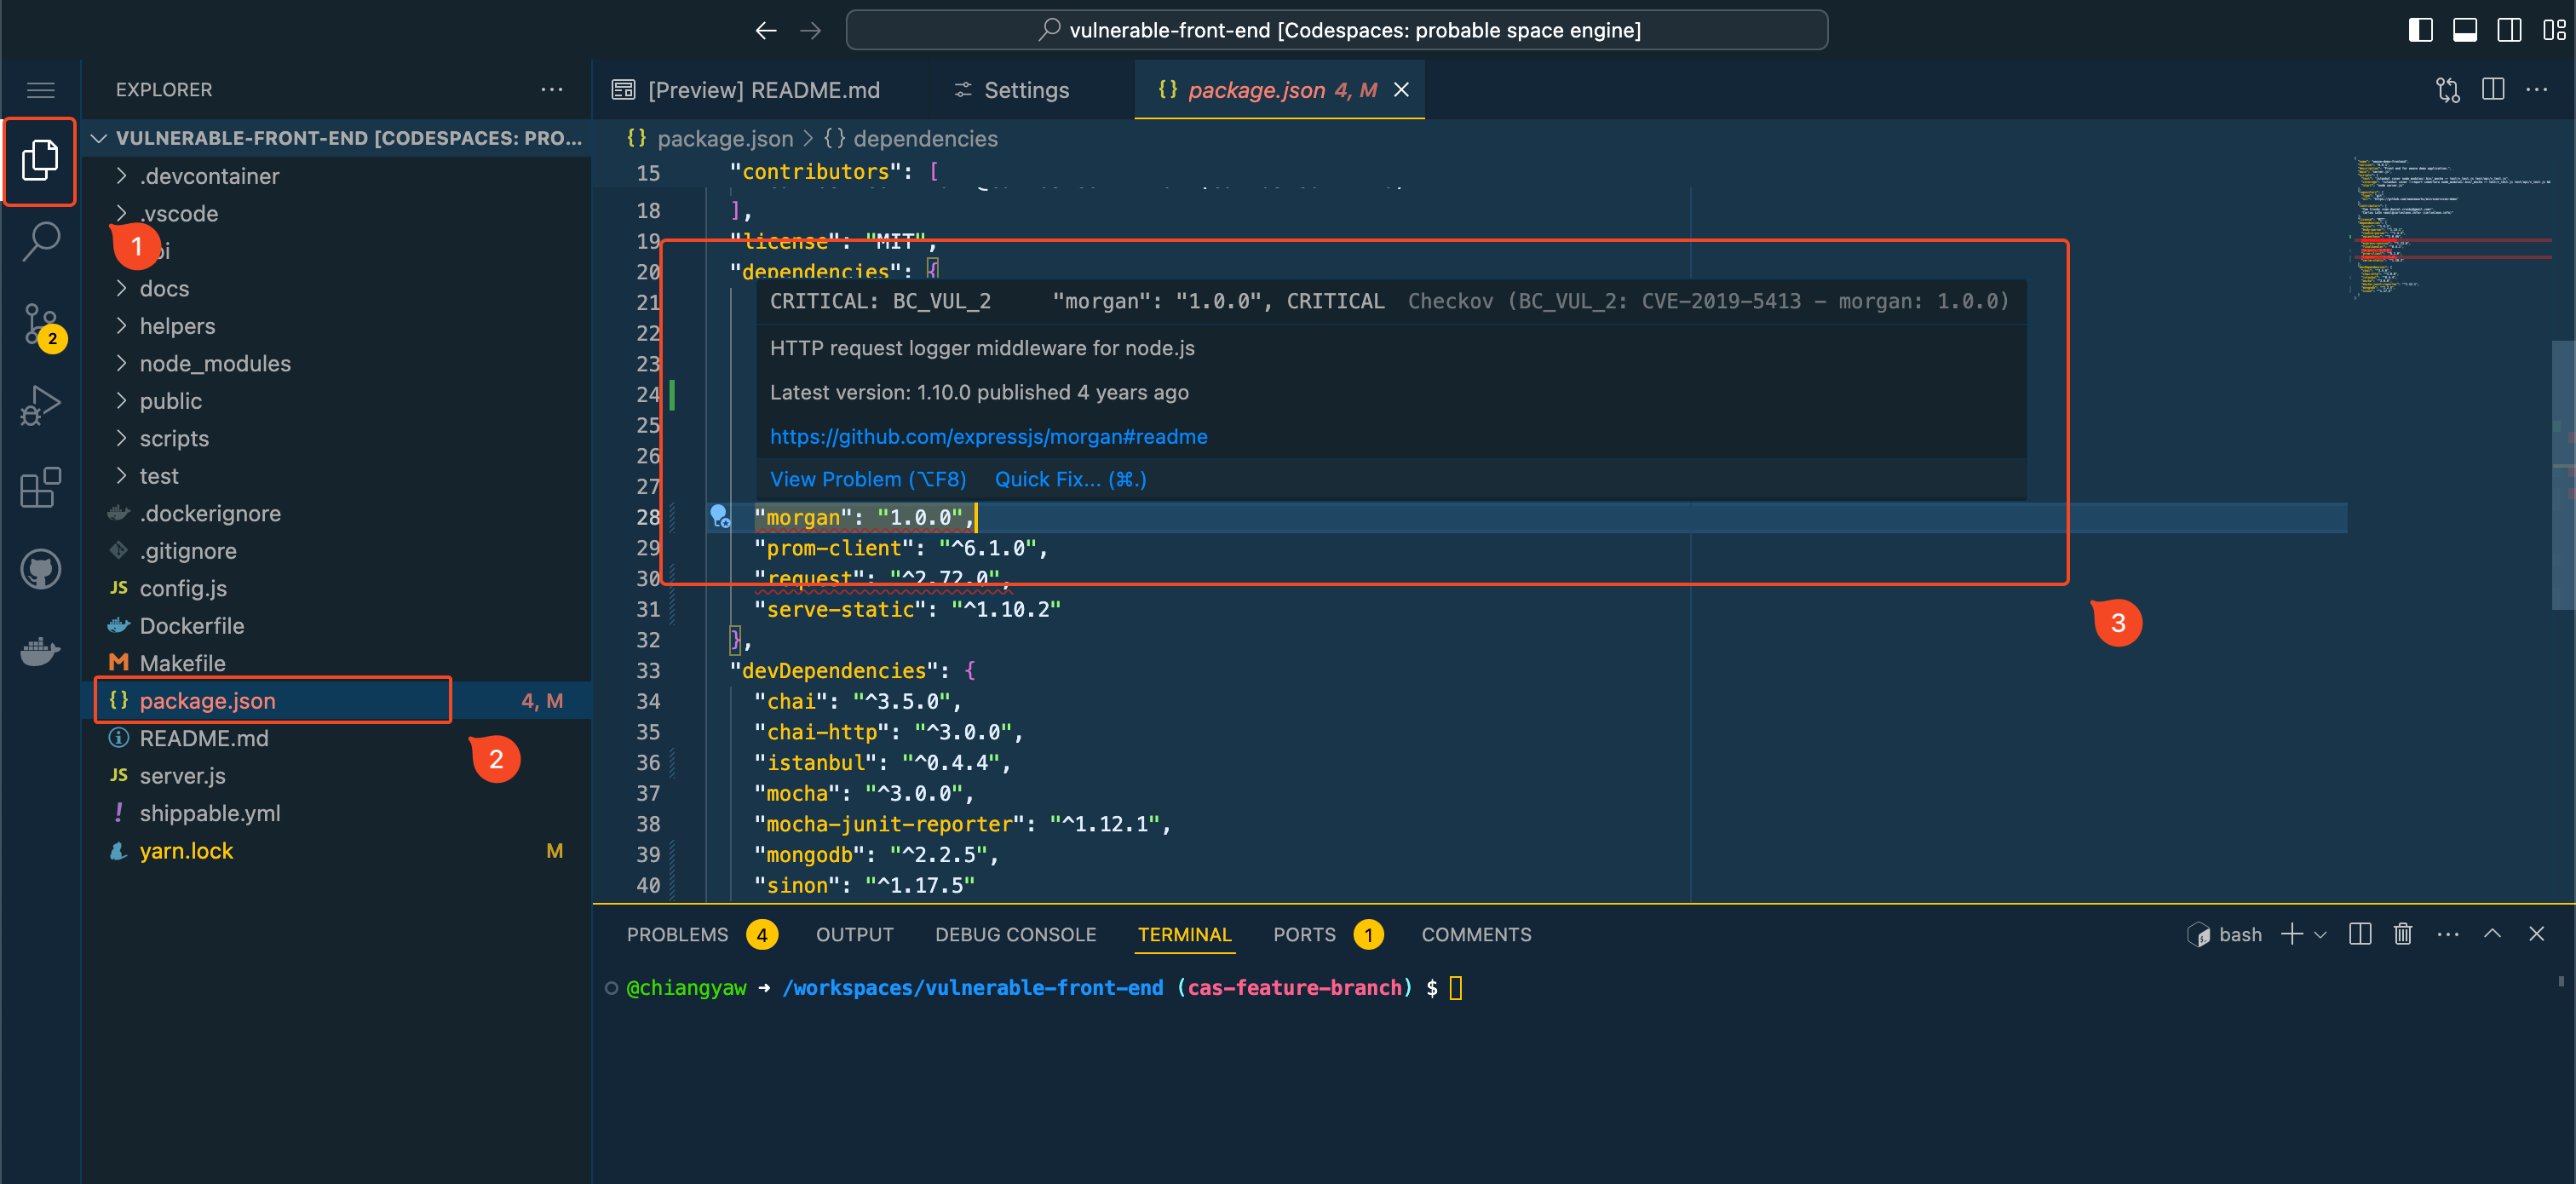 vulnerable-front-end [Codespaces: probable space engine]
EXPLORER
VULNERABLE-FRONT-END [CODESPACES: PRO...
.devcontainer
.vscode
1
docs
helpers
node_modules
public
scripts
test
.dockerignore
.gitignore
JS config.js
Dockerfile
M Makefile
{} package.json 4, M
README.md
2
JS server.js
! shippable.yml
yarn.lock M
2
[Preview] README.md
Settings
{} package.json 4, M
{} package.json > {} dependencies
15 "contributors": [
18 ],
19 "license": "MIT",
20 "dependencies": {
21
22
23
24
25
26
27
CRITICAL: BC_VUL_2 "morgan": "1.0.0", CRITICAL Checkov (BC_VUL_2: CVE-2019-5413 - morgan: 1.0.0)
HTTP request logger middleware for node.js
Latest version: 1.10.0 published 4 years ago
https://github.com/expressjs/morgan#readme
View Problem (⌥F8) Quick Fix... (⌘.)
28 "morgan": "1.0.0",
29 "prom-client": "^6.1.0",
30 "request": "^2.72.0",
31 "serve-static": "^1.10.2"
32 },
33 "devDependencies": {
34 "chai": "^3.5.0",
35 "chai-http": "^3.0.0",
36 "istanbul": "^0.4.4",
37 "mocha": "^3.0.0",
38 "mocha-junit-reporter": "^1.12.1",
39 "mongodb": "^2.2.5",
40 "sinon": "^1.17.5"
3
PROBLEMS 4 OUTPUT DEBUG CONSOLE TERMINAL PORTS 1 COMMENTS
bash
@chiangyaw → /workspaces/vulnerable-front-end (cas-feature-branch) $